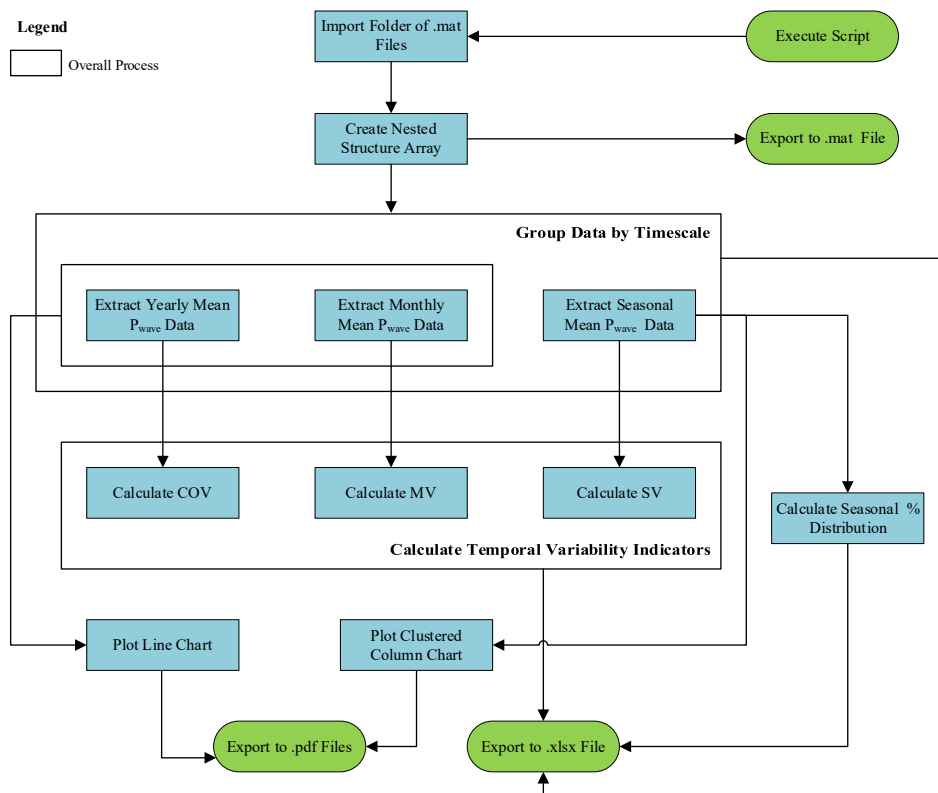 Legend
Overall Process
Import Folder of .mat
Files
Execute Script
Create Nested
Structure Array
Export to .mat File
Group Data by Timescale
Extract Yearly Mean
Pwave Data
Extract Monthly
Mean Pwave Data
Extract Seasonal
Mean Pwave Data
Calculate COV
Calculate MV
Calculate SV
Calculate Seasonal %
Distribution
Calculate Temporal Variability Indicators
Plot Line Chart
Plot Clustered
Column Chart
Export to .pdf Files
Export to .xlsx File